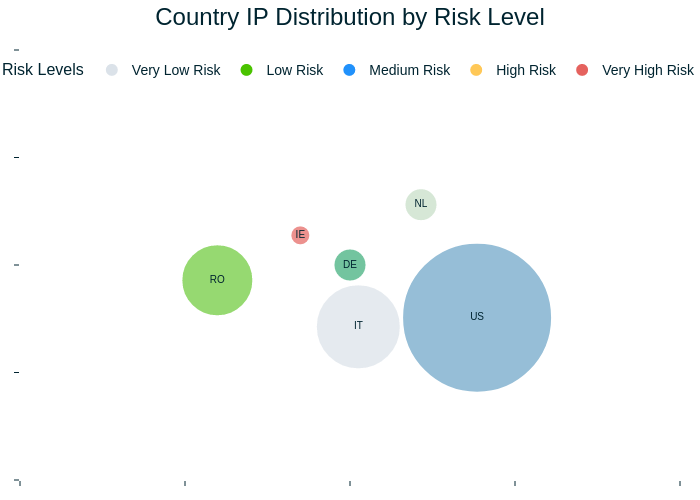 Country IP Distribution by Risk Level
Risk Levels Very Low Risk Low Risk Medium Risk High Risk Very High Risk
NL
IE
DE
RO
US
IT